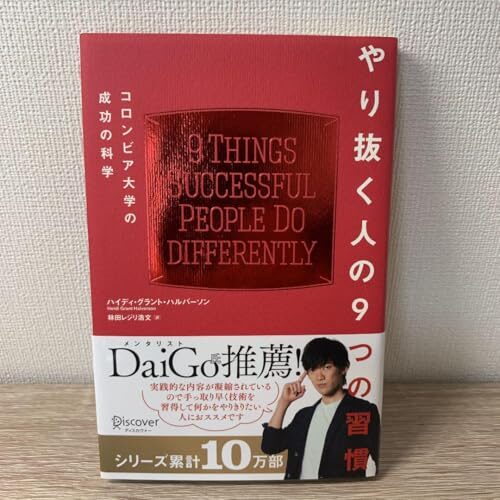 やり抜く人の9つの習慣
コロンビア大学の
成功の科学
9 THINGS
SUCCESSFUL
PEOPLE DO
DIFFERENTLY
ハイディ・グラント・ハルバーソン
Heidi Grant Halvorson
林田レジリ浩文 訳
メンタリスト
DaiGo氏推薦!
実践的な内容が凝縮されている
ので手っ取り早く技術を
習得して何かをやりきりたい
人におススメです
Discover
ディスカヴァー
シリーズ累計10万部